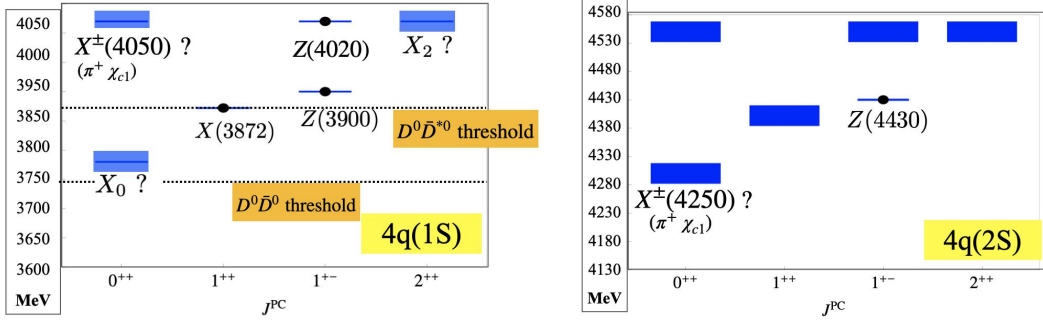 4050
4000
3950
3850
3800
3750
3700
3650
3600
MeV
X±(4050) ?
(π+ χc1)
Z(4020)
X2 ?
X(3872)
Z(3900)
D0D̄*0 threshold
X0 ?
D0D̄0 threshold
4q(1S)
0++ 1++ 1+− 2++
JPC
4580
4530
4480
4430
4380
4330
4280
4230
4180
4130
MeV
Z(4430)
X±(4250) ?
(π+ χc1)
4q(2S)
0++ 1++ 1+− 2++
JPC